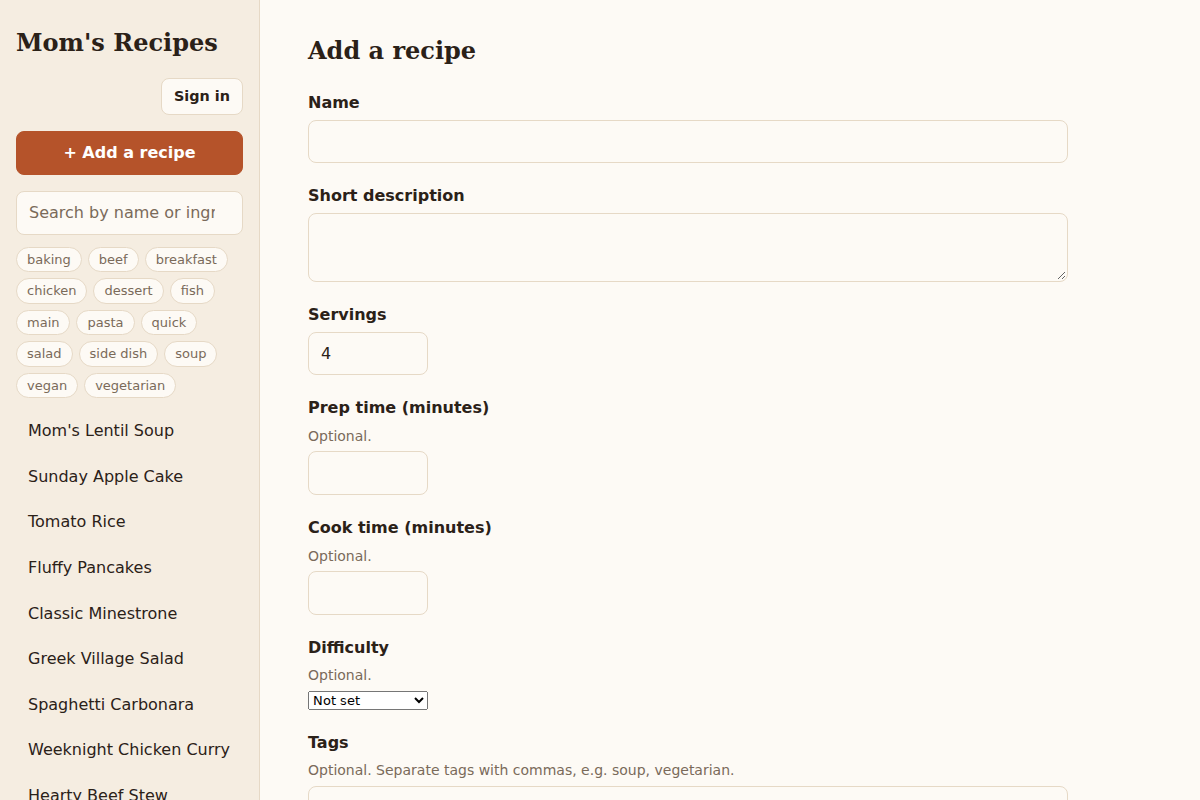 Mom's Recipes
Sign in
+ Add a recipe
Search by name or ingr
baking beef breakfast
chicken dessert fish
main pasta quick
salad side dish soup
vegan vegetarian
Mom's Lentil Soup
Sunday Apple Cake
Tomato Rice
Fluffy Pancakes
Classic Minestrone
Greek Village Salad
Spaghetti Carbonara
Weeknight Chicken Curry
Hearty Beef Stew
Add a recipe
Name
Short description
Servings
4
Prep time (minutes)
Optional.
Cook time (minutes)
Optional.
Difficulty
Optional.
Not set
Tags
Optional. Separate tags with commas, e.g. soup, vegetarian.